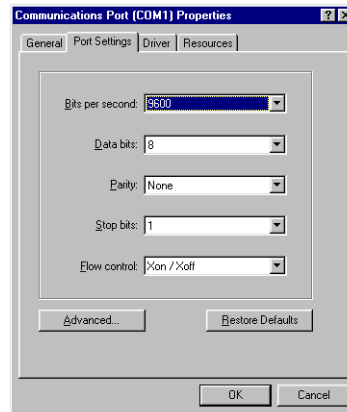 Communications Port (COM1) Properties
General Port Settings Driver Resources
Bits per second: 9600
Data bits: 8
Parity: None
Stop bits: 1
Flow control: Xon / Xoff
Advanced... Restore Defaults
OK Cancel